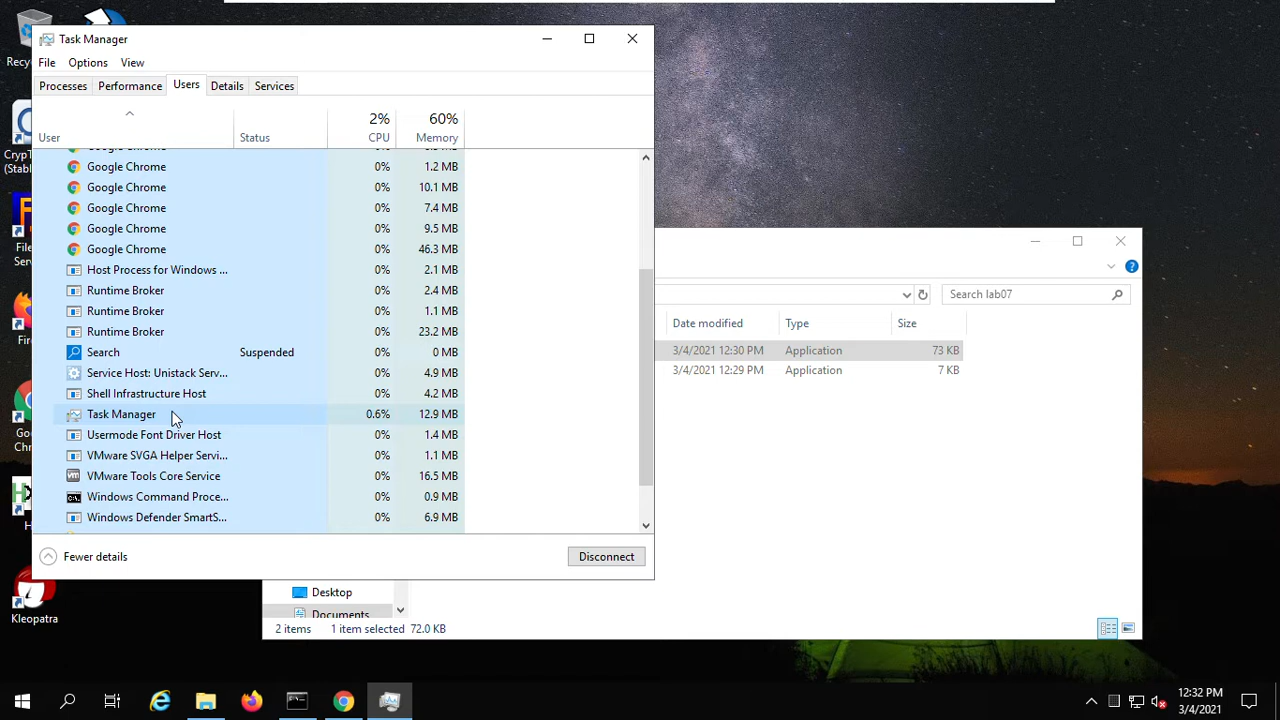 Task Manager
File Options View
Processes Performance Users Details Services
2% 60%
User Status CPU Memory
Google Chrome 0% 1.2 MB
Google Chrome 0% 10.1 MB
Google Chrome 0% 7.4 MB
Google Chrome 0% 9.5 MB
Google Chrome 0% 46.3 MB
Host Process for Windows ... 0% 2.1 MB
Runtime Broker 0% 2.4 MB
Runtime Broker 0% 1.1 MB
Runtime Broker 0% 23.2 MB
Search Suspended 0% 0 MB
Service Host: Unistack Serv... 0% 4.9 MB
Shell Infrastructure Host 0% 4.2 MB
Task Manager 0.6% 12.9 MB
Usermode Font Driver Host 0% 1.4 MB
VMware SVGA Helper Servi... 0% 1.1 MB
VMware Tools Core Service 0% 16.5 MB
Windows Command Proce... 0% 0.9 MB
Windows Defender SmartS... 0% 6.9 MB
Fewer details Disconnect
Search lab07
Date modified Type Size
3/4/2021 12:30 PM Application 73 KB
3/4/2021 12:29 PM Application 7 KB
Desktop
Documents
2 items 1 item selected 72.0 KB
Kleopatra
12:32 PM
3/4/2021